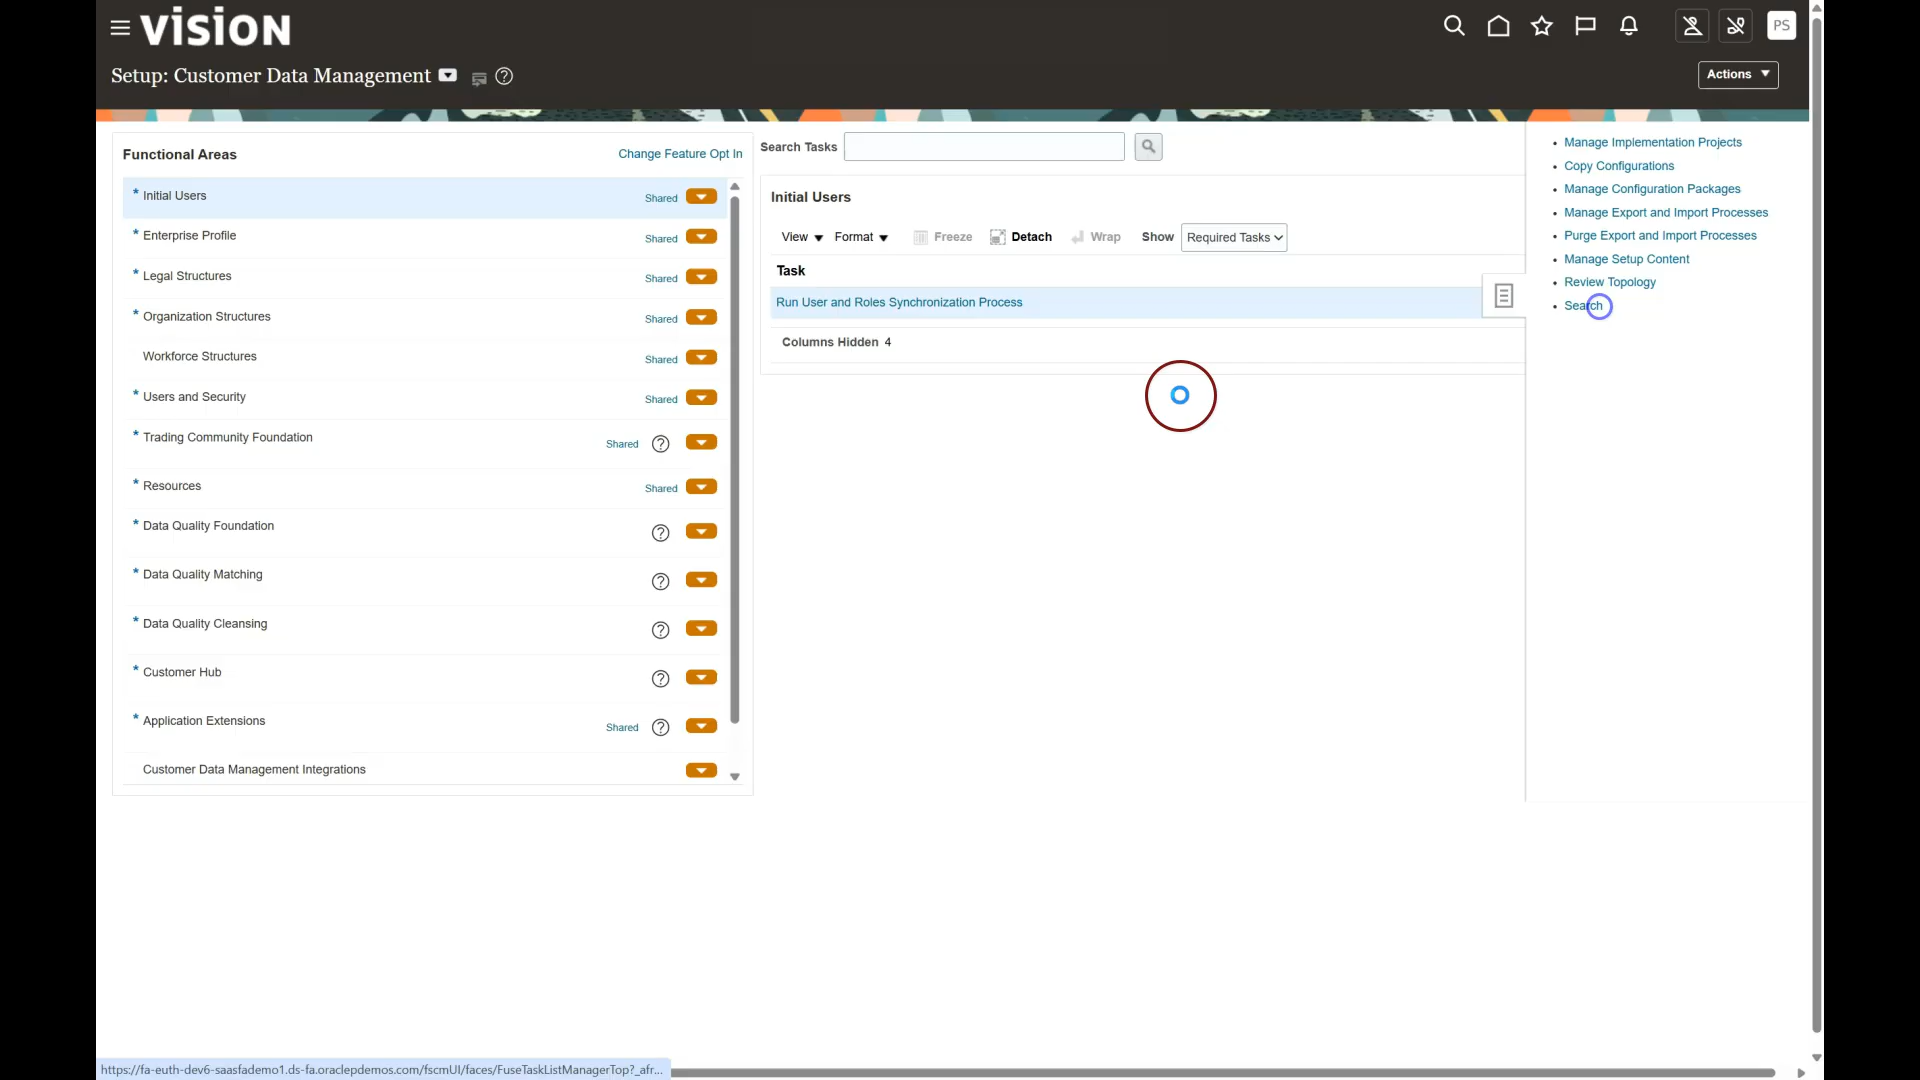 VISION
PS
Setup: Customer Data Management
Actions
Functional Areas
Change Feature Opt In
* Initial Users Shared
* Enterprise Profile Shared
* Legal Structures Shared
* Organization Structures Shared
Workforce Structures Shared
* Users and Security Shared
* Trading Community Foundation Shared
* Resources Shared
* Data Quality Foundation
* Data Quality Matching
* Data Quality Cleansing
* Customer Hub
* Application Extensions Shared
Customer Data Management Integrations
Search Tasks
Initial Users
View Format Freeze Detach Wrap Show Required Tasks
Task
Run User and Roles Synchronization Process
Columns Hidden 4
• Manage Implementation Projects
• Copy Configurations
• Manage Configuration Packages
• Manage Export and Import Processes
• Purge Export and Import Processes
• Manage Setup Content
• Review Topology
• Search
https://fa-euth-dev6-saasfademo1.ds-fa.oraclepdemos.com/fscmUI/faces/FuseTaskListManagerTop?_afr...